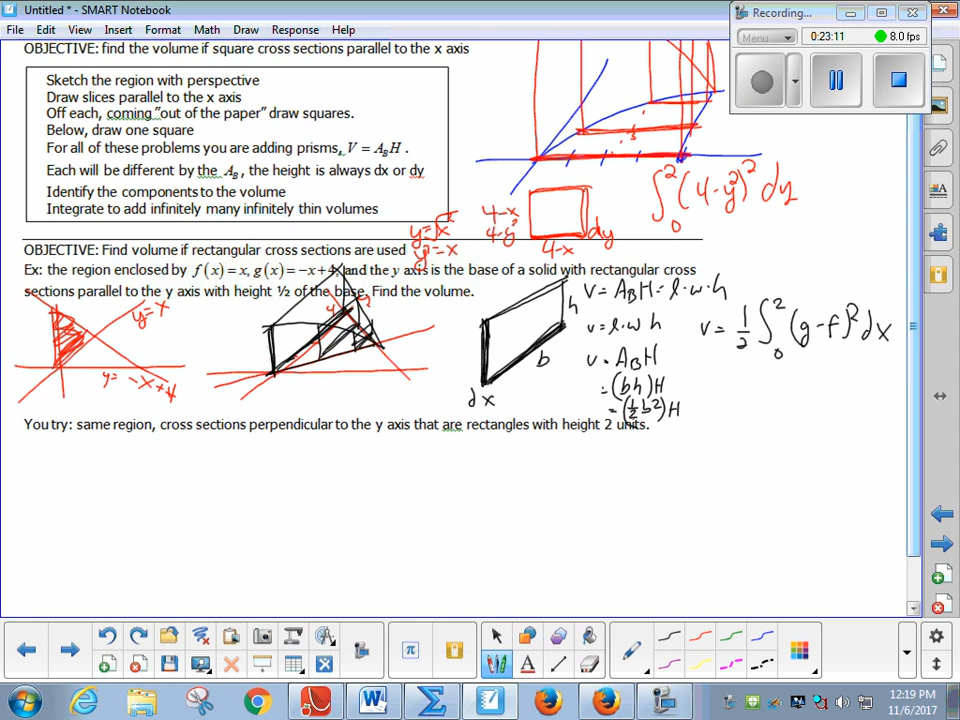 Untitled * - SMART Notebook
File Edit View Insert Format Math Draw Response Help
Recording...
0:23:11
8.0 fps
Menu
OBJECTIVE: find the volume if square cross sections parallel to the x axis
Sketch the region with perspective
Draw slices parallel to the x axis
Off each, coming "out of the paper" draw squares.
Below, draw one square
For all of these problems you are adding prisms, V = A_B H .
Each will be different by the A_B, the height is always dx or dy
Identify the components to the volume
Integrate to add infinitely many infinitely thin volumes
4-x
4-y²
4-x
dy
∫₀² (4-y²)² dy
y=√x
y²=x
OBJECTIVE: Find volume if rectangular cross sections are used
Ex: the region enclosed by f(x) = x, g(x) = -x+4, and the y axis is the base of a solid with rectangular cross
sections parallel to the y axis with height ½ of the base. Find the volume.
y=x
y= -x+4
h
b
dx
V = A_B H = l·w·h
v = l·w h
v = A_B H
= (bh)H
= (½b²)H
V = ½ ∫₀² (g-f)² dx
You try: same region, cross sections perpendicular to the y axis that are rectangles with height 2 units.
12:19 PM
11/6/2017